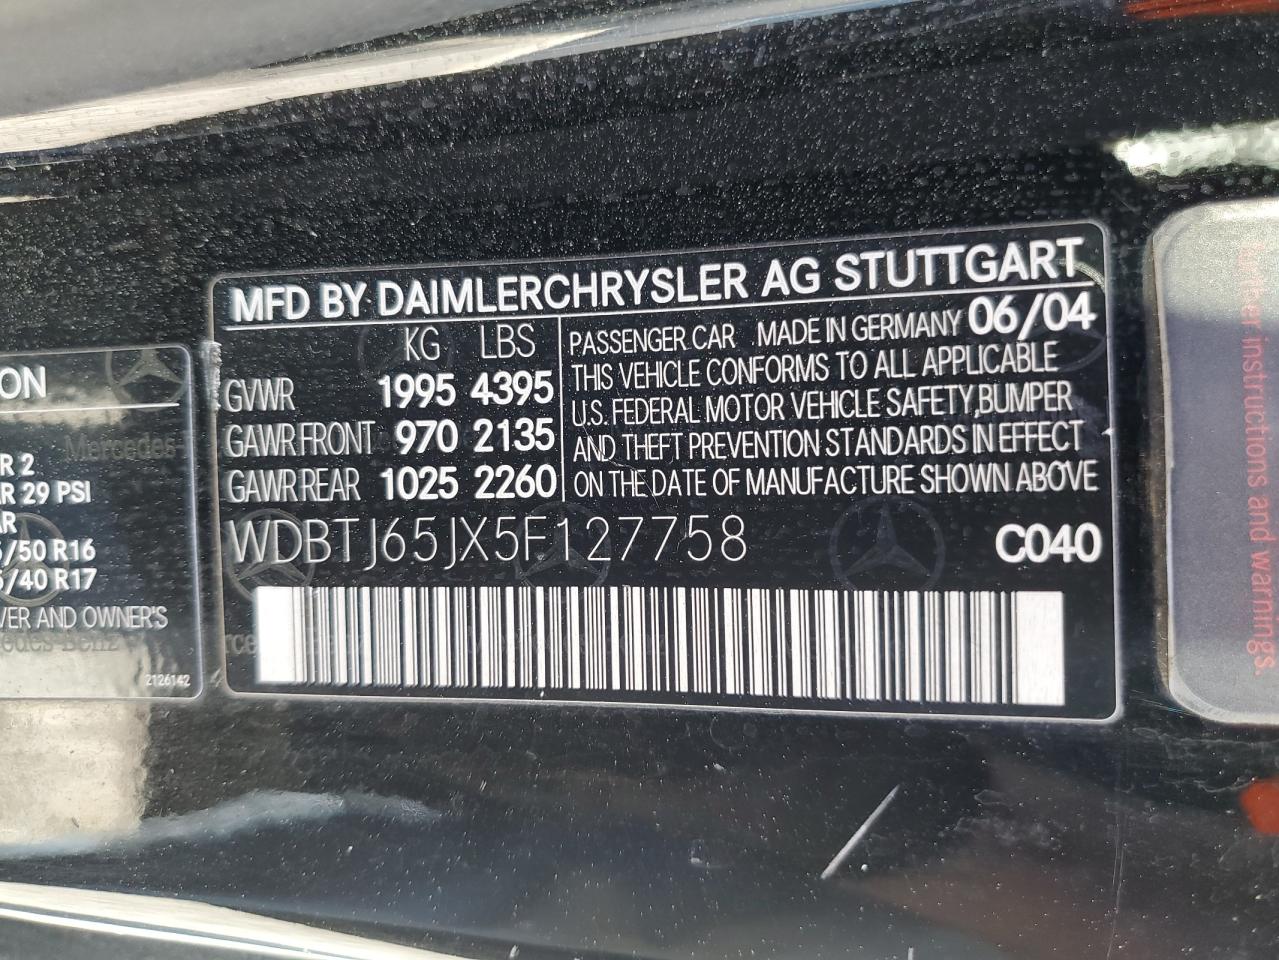 MFD BY DAIMLERCHRYSLER AG STUTTGART
KG LBS
GVWR 1995 4395
GAWR FRONT 970 2135
GAWR REAR 1025 2260
PASSENGER CAR MADE IN GERMANY 06/04
THIS VEHICLE CONFORMS TO ALL APPLICABLE
U.S. FEDERAL MOTOR VEHICLE SAFETY, BUMPER
AND THEFT PREVENTION STANDARDS IN EFFECT
ON THE DATE OF MANUFACTURE SHOWN ABOVE
WDBTJ65JX5F127758
C040
ON
Mercedes
R 2
R 29 PSI
/50 R16
/40 R17
VER AND OWNER'S
2126142
instructions and warnings.